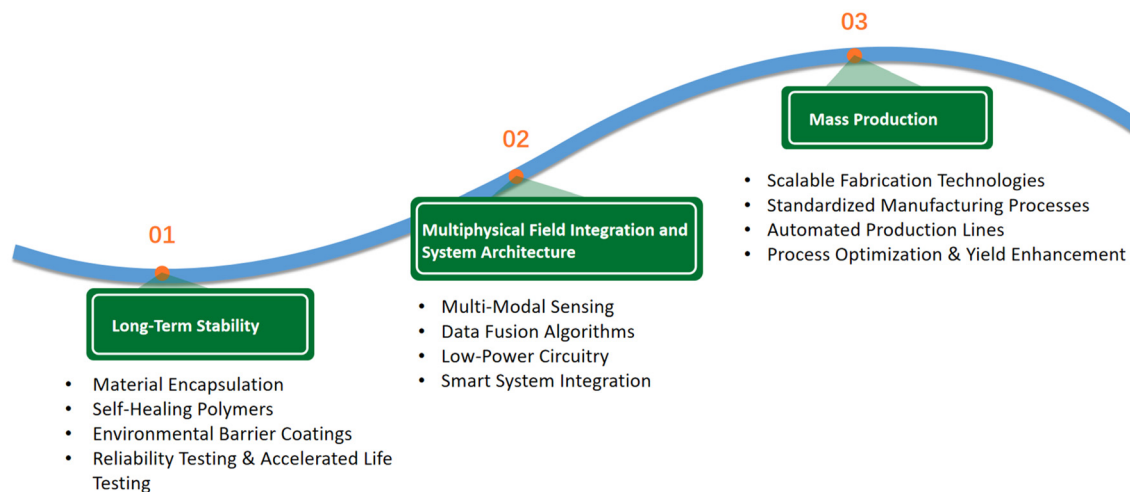 01
Long-Term Stability
• Material Encapsulation
• Self-Healing Polymers
• Environmental Barrier Coatings
• Reliability Testing & Accelerated Life
Testing
02
Multiphysical Field Integration and
System Architecture
• Multi-Modal Sensing
• Data Fusion Algorithms
• Low-Power Circuitry
• Smart System Integration
03
Mass Production
• Scalable Fabrication Technologies
• Standardized Manufacturing Processes
• Automated Production Lines
• Process Optimization & Yield Enhancement